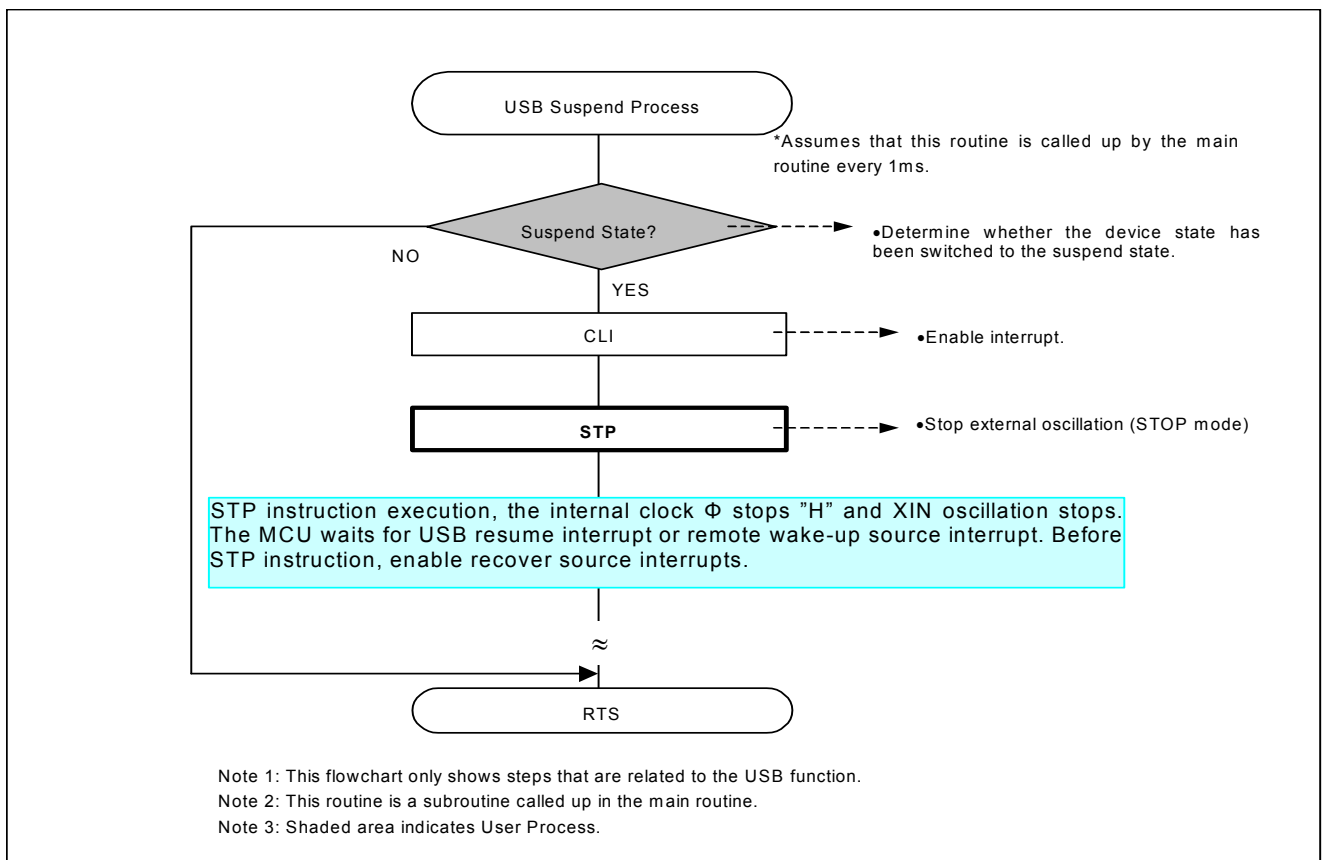 USB Suspend Process
*Assumes that this routine is called up by the main
routine every 1ms.
Suspend State?
•Determine whether the device state has
been switched to the suspend state.
NO
YES
CLI
•Enable interrupt.
STP
•Stop external oscillation (STOP mode)
STP instruction execution, the internal clock Φ stops ”H” and XIN oscillation stops.
The MCU waits for USB resume interrupt or remote wake-up source interrupt. Before
STP instruction, enable recover source interrupts.
≈
RTS
Note 1: This flowchart only shows steps that are related to the USB function.
Note 2: This routine is a subroutine called up in the main routine.
Note 3: Shaded area indicates User Process.